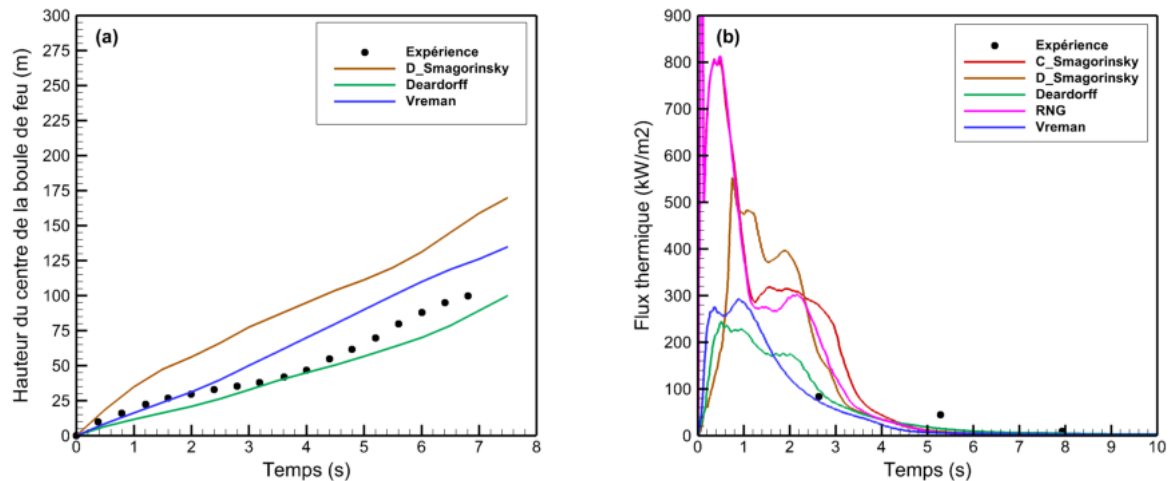 (a)
Expérience
D_Smagorinsky
Deardorff
Vreman
Hauteur du centre de la boule de feu (m)
300
275
250
225
200
175
150
125
100
75
50
25
0
0 1 2 3 4 5 6 7 8
Temps (s)
(b)
Expérience
C_Smagorinsky
D_Smagorinsky
Deardorff
RNG
Vreman
Flux thermique (kW/m2)
900
800
700
600
500
400
300
200
100
0
0 1 2 3 4 5 6 7 8 9 10
Temps (s)